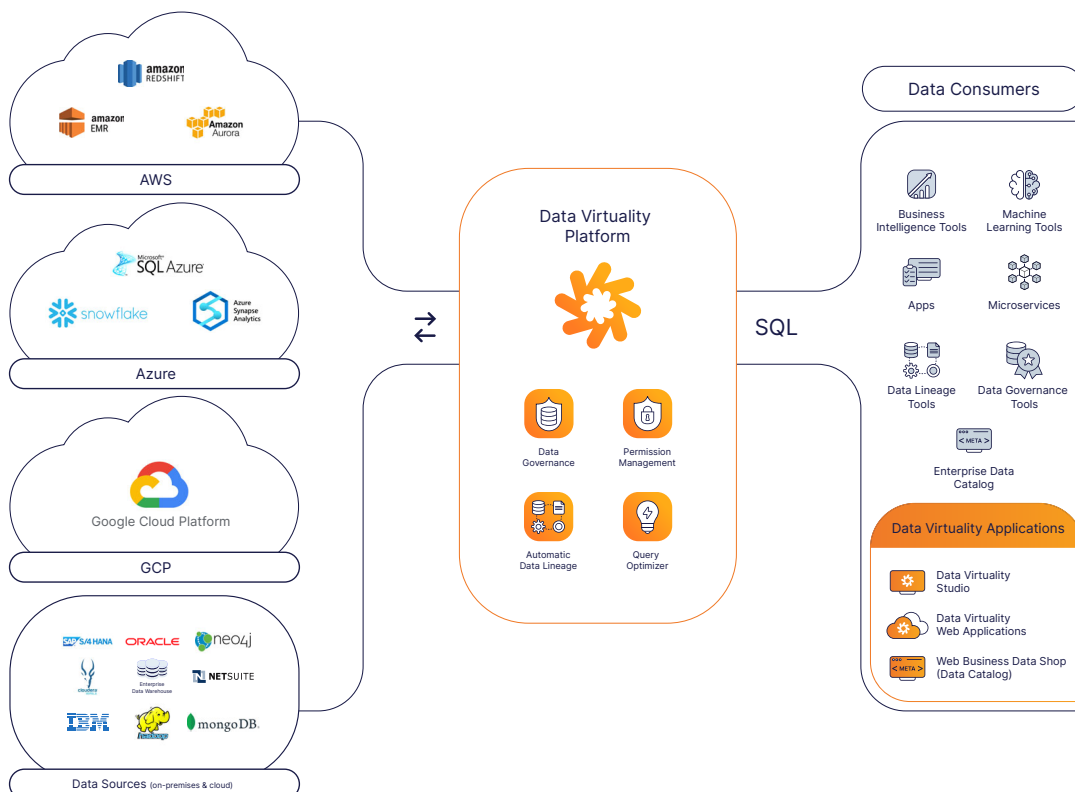 amazon
REDSHIFT
amazon
EMR
Amazon
Aurora
AWS
Microsoft®
SQL Azure
snowflake
Azure
Synapse
Analytics
Azure
Google Cloud Platform
GCP
SAP S/4HANA
ORACLE
neo4j
cloudera
Enterprise
Data Warehouse
NETSUITE
IBM
hadoop
mongoDB®
Data Sources (on-premises & cloud)
Data Virtuality
Platform
Data
Governance
Permission
Management
Automatic
Data Lineage
Query
Optimizer
SQL
Data Consumers
Business
Intelligence Tools
Machine
Learning Tools
Apps
Microservices
Data Lineage
Tools
Data Governance
Tools
< META >
Enterprise Data
Catalog
Data Virtuality Applications
Data Virtuality
Studio
Data Virtuality
Web Applications
< META >
Web Business Data Shop
(Data Catalog)